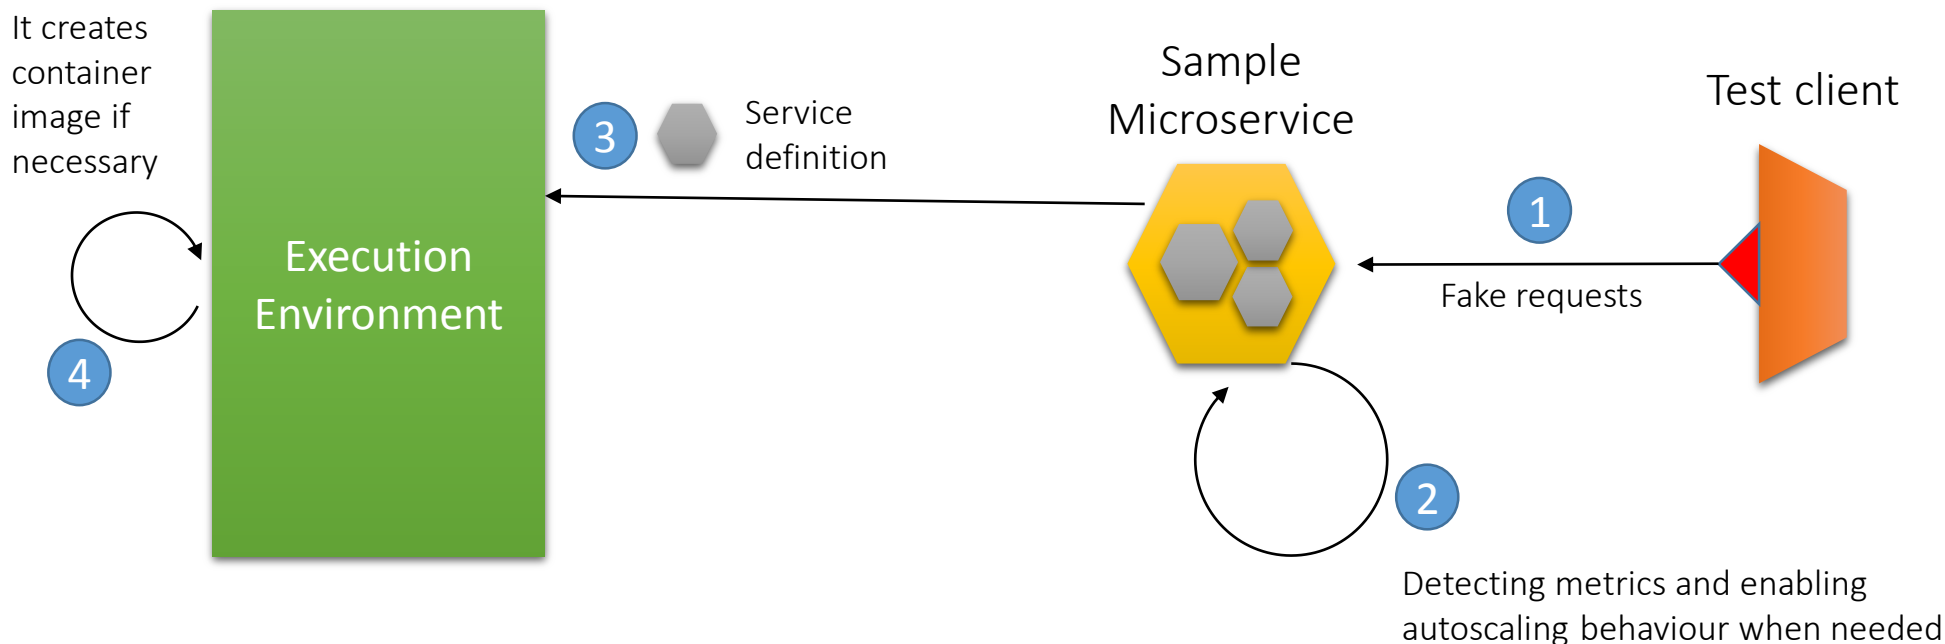 It creates
container
image if
necessary
4
Execution
Environment
3
Service
definition
Sample
Microservice
Test client
1
Fake requests
2
Detecting metrics and enabling
autoscaling behaviour when needed